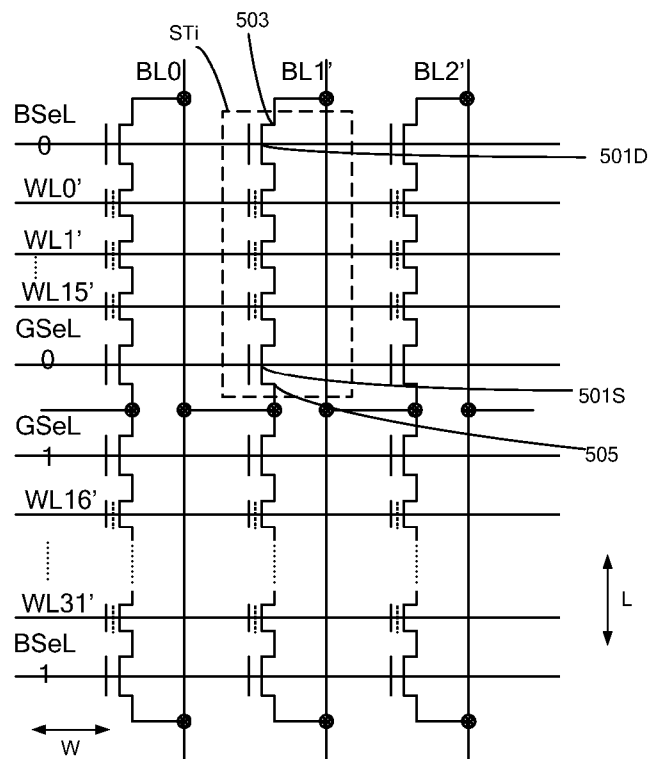 503
STi
BL0
BL1'
BL2'
BSeL
0
501D
WL0'
WL1'
WL15'
GSeL
0
501S
GSeL
1
505
WL16'
L
WL31'
BSeL
1
W